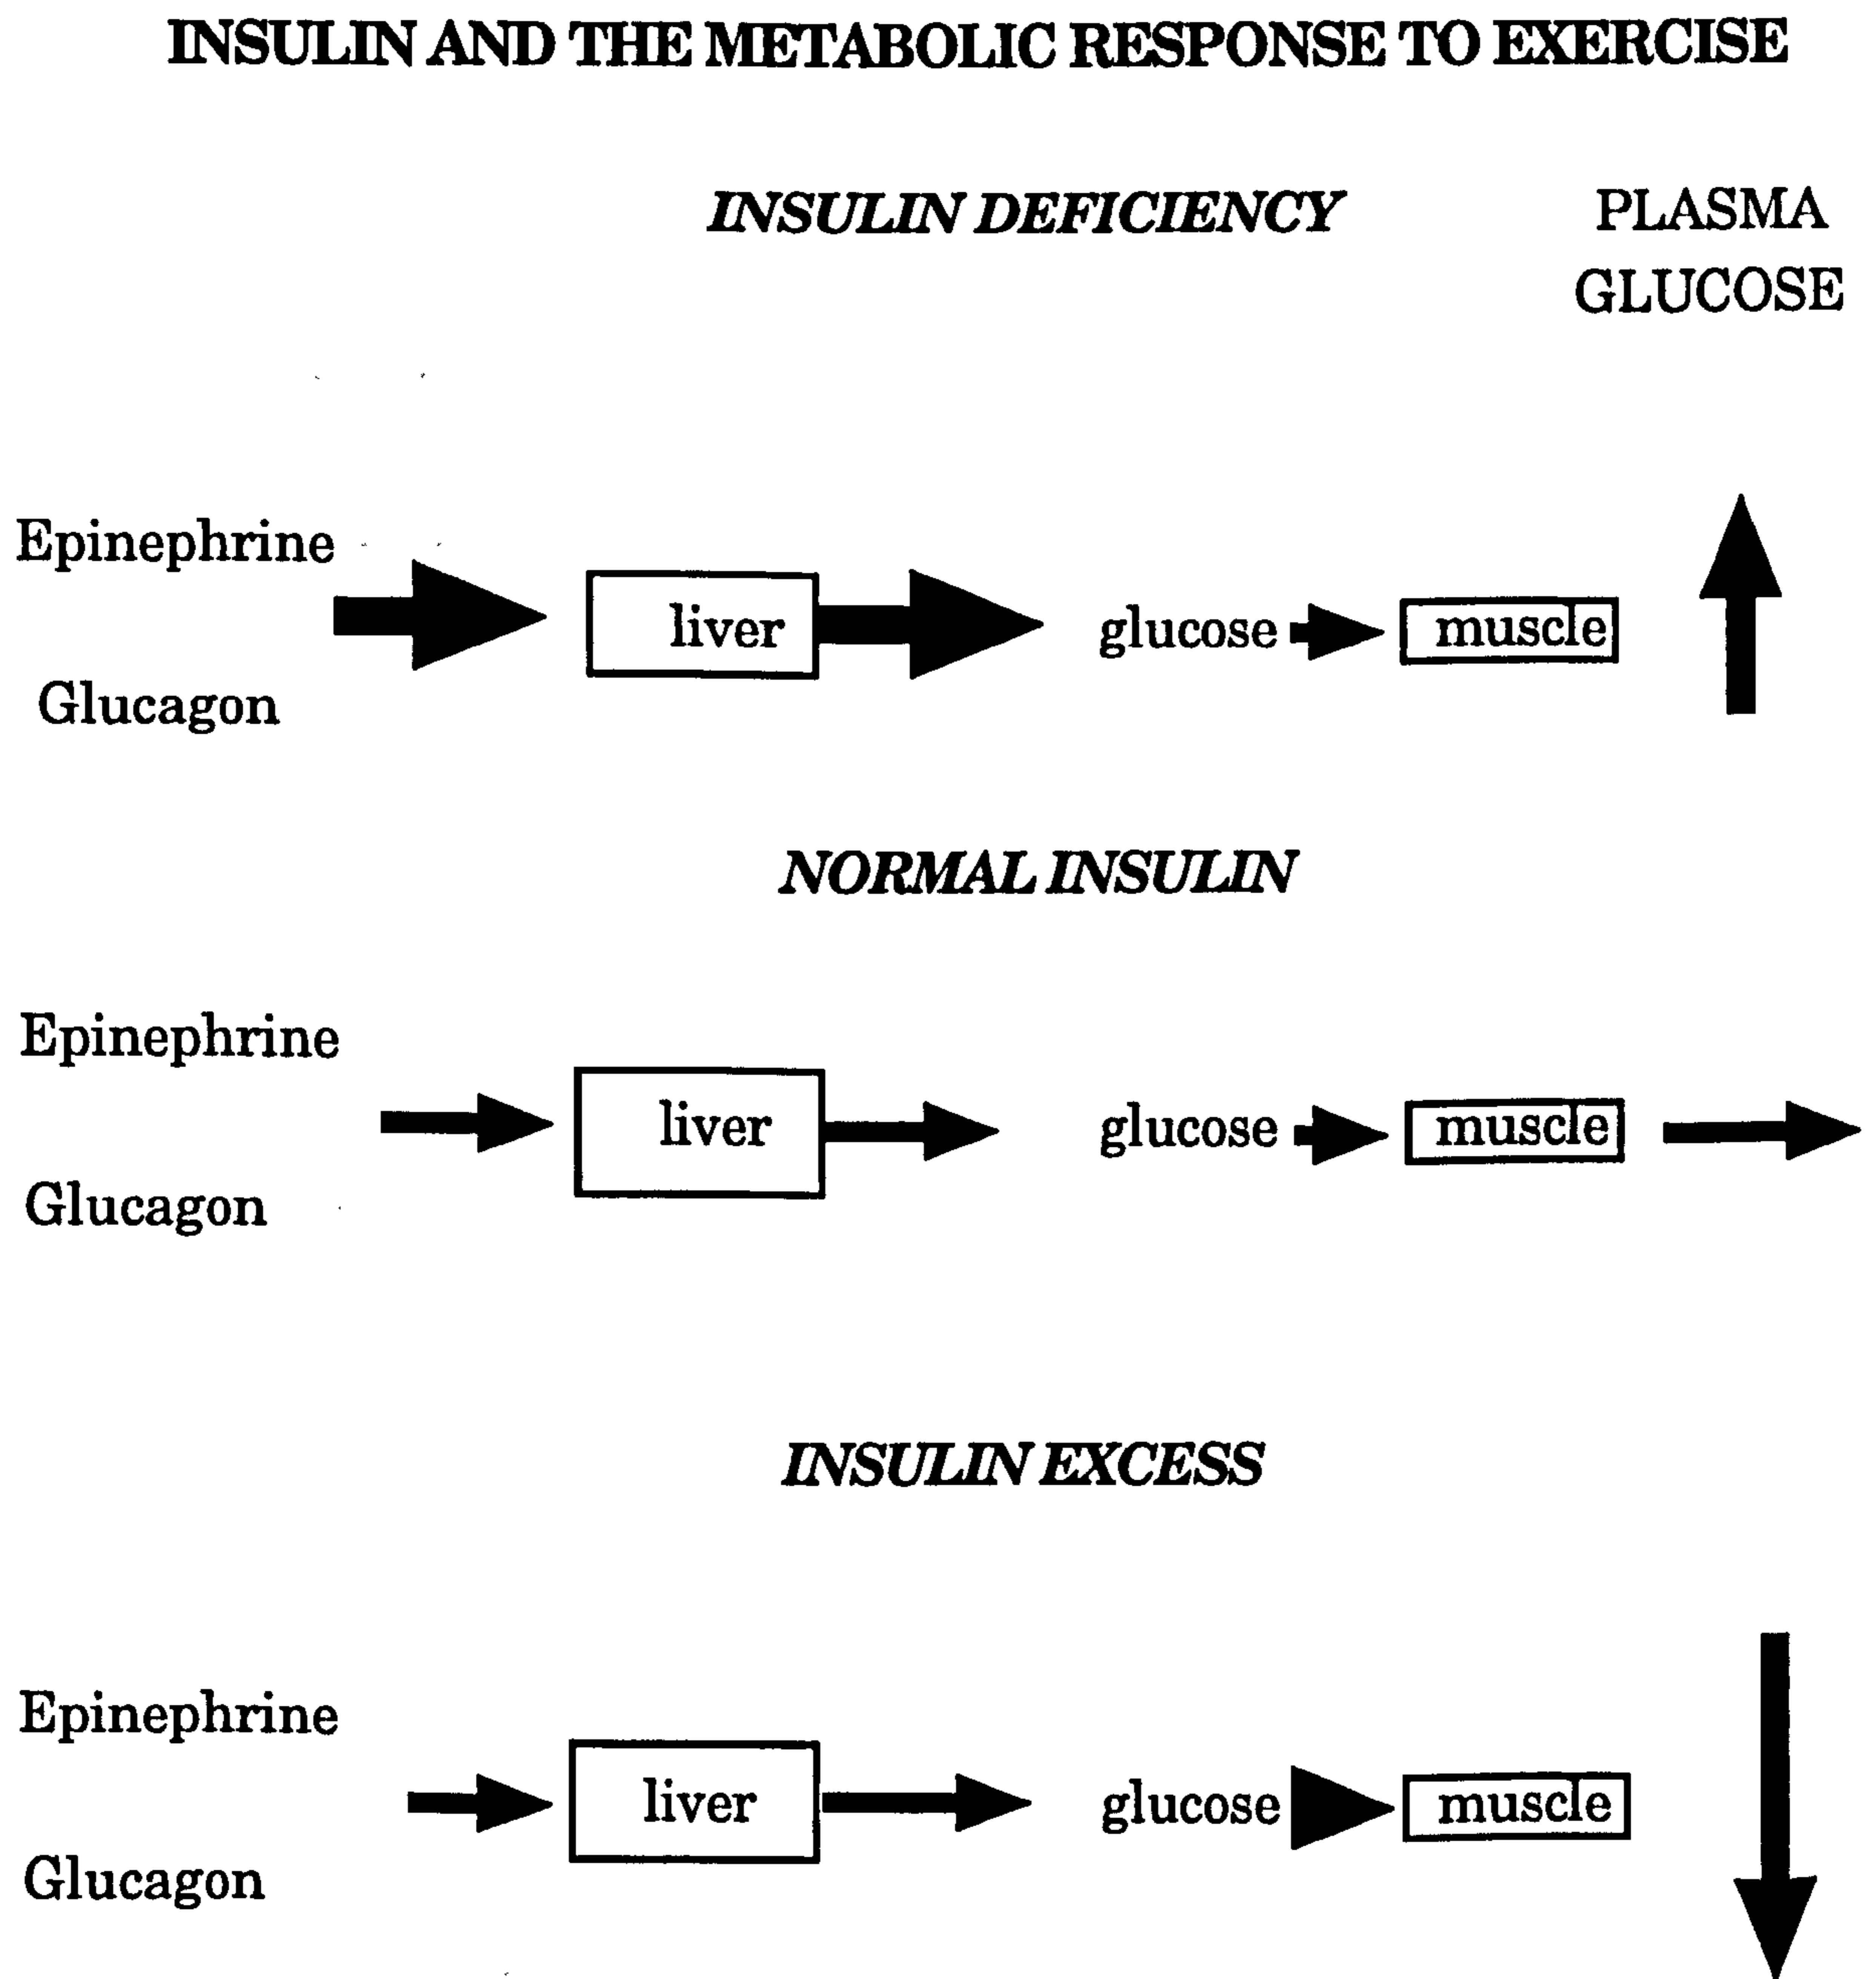 INSULIN AND THE METABOLIC RESPONSE TO EXERCISE
INSULIN DEFICIENCY
PLASMA
GLUCOSE
Epinephrine
liver
glucose
muscle
Glucagon
NORMAL INSULIN
Epinephrine
liver
glucose
muscle
Glucagon
INSULIN EXCESS
Epinephrine
liver
glucose
muscle
Glucagon